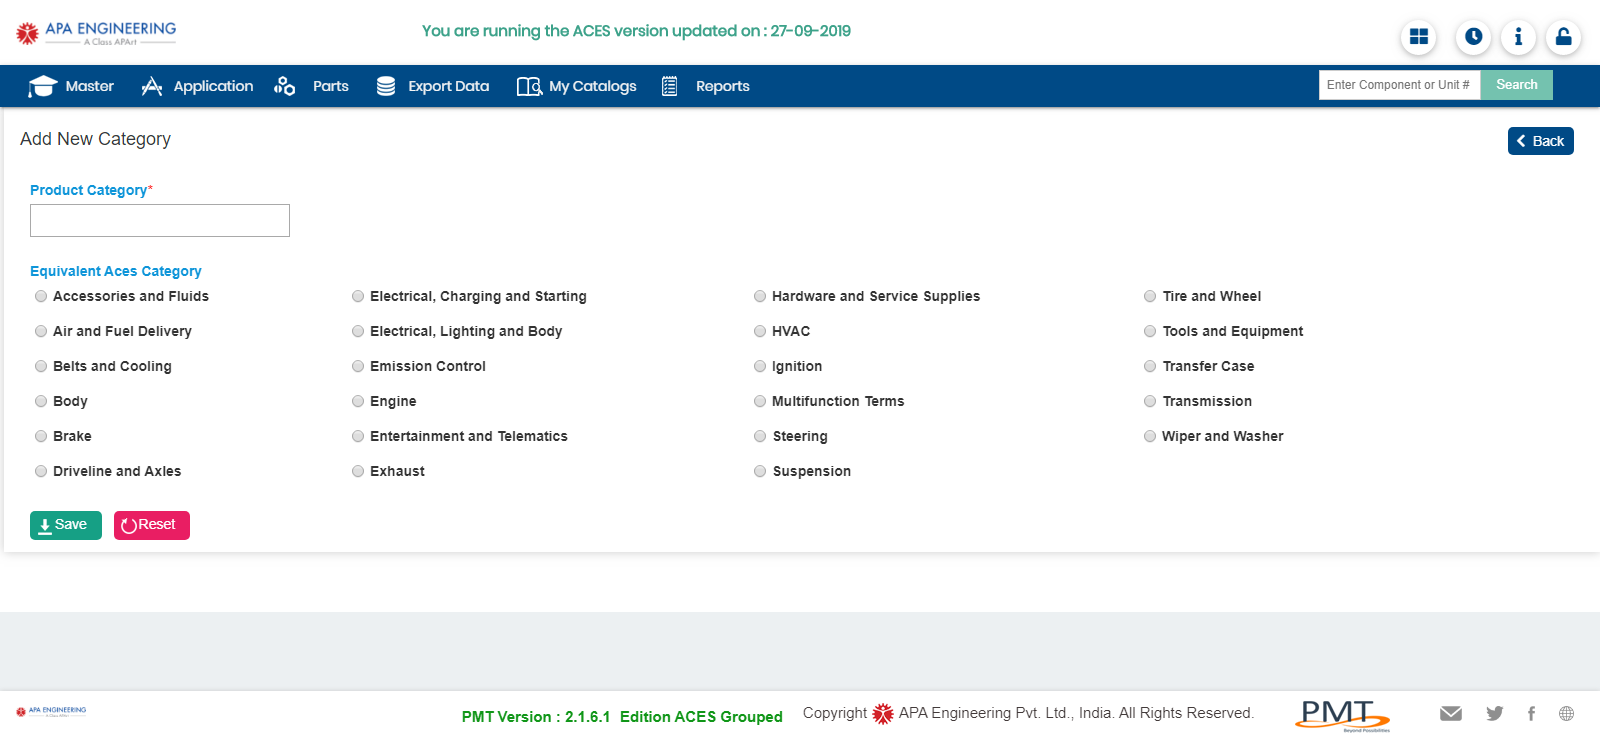 APA ENGINEERING
A Class APArt
You are running the ACES version updated on : 27-09-2019
Master Application Parts Export Data My Catalogs Reports Enter Component or Unit # Search
Add New Category
Back
Product Category*
Equivalent Aces Category
Accessories and Fluids Electrical, Charging and Starting Hardware and Service Supplies Tire and Wheel
Air and Fuel Delivery Electrical, Lighting and Body HVAC Tools and Equipment
Belts and Cooling Emission Control Ignition Transfer Case
Body Engine Multifunction Terms Transmission
Brake Entertainment and Telematics Steering Wiper and Washer
Driveline and Axles Exhaust Suspension
Save Reset
APA ENGINEERING
A Class APArt
PMT Version : 2.1.6.1 Edition ACES Grouped
Copyright APA Engineering Pvt. Ltd., India. All Rights Reserved.
PMT
Beyond Possibilities